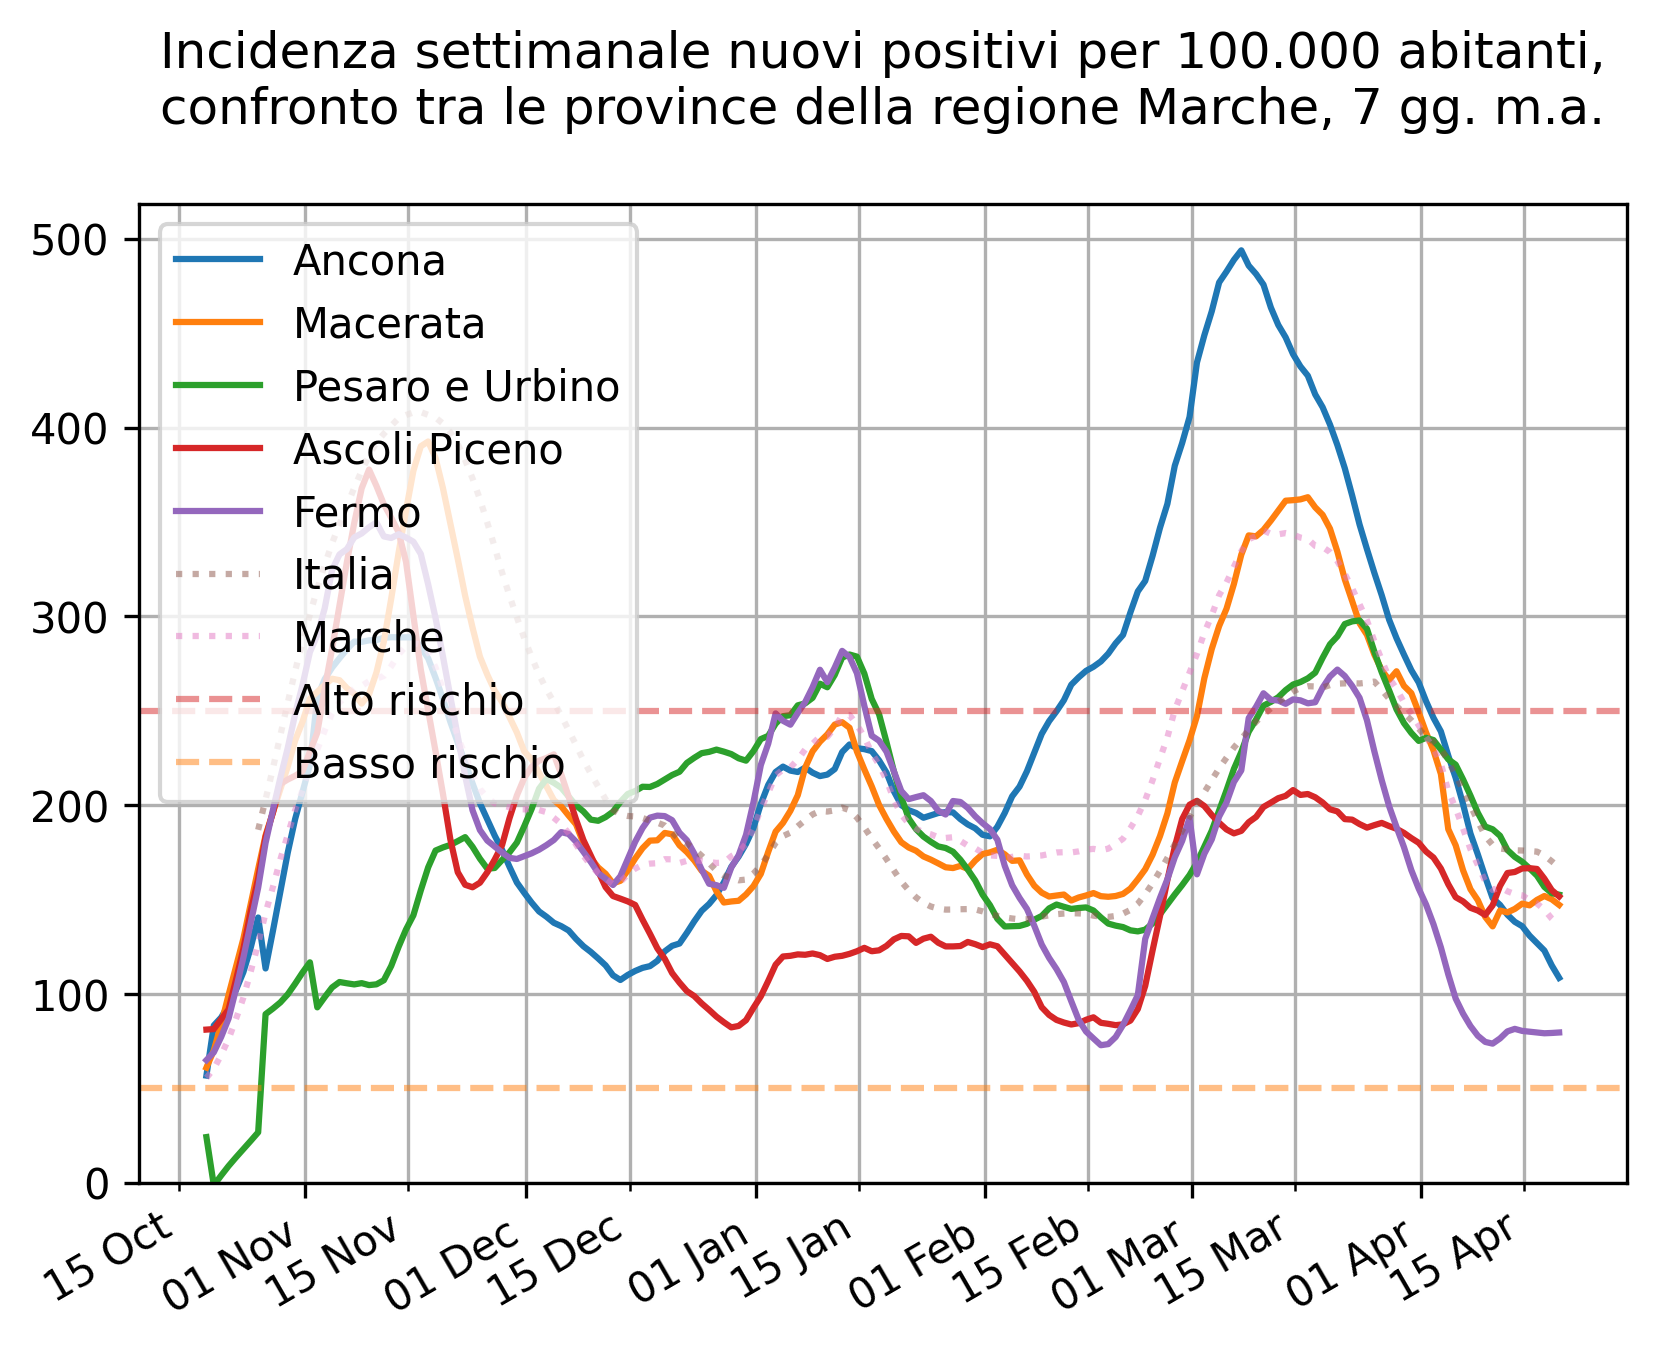 Incidenza settimanale nuovi positivi per 100.000 abitanti,
confronto tra le province della regione Marche, 7 gg. m.a.
500
400
300
200
100
0
Ancona
Macerata
Pesaro e Urbino
Ascoli Piceno
Fermo
Italia
Marche
Alto rischio
Basso rischio
15 Oct
01 Nov
15 Nov
01 Dec
15 Dec
01 Jan
15 Jan
01 Feb
15 Feb
01 Mar
15 Mar
01 Apr
15 Apr